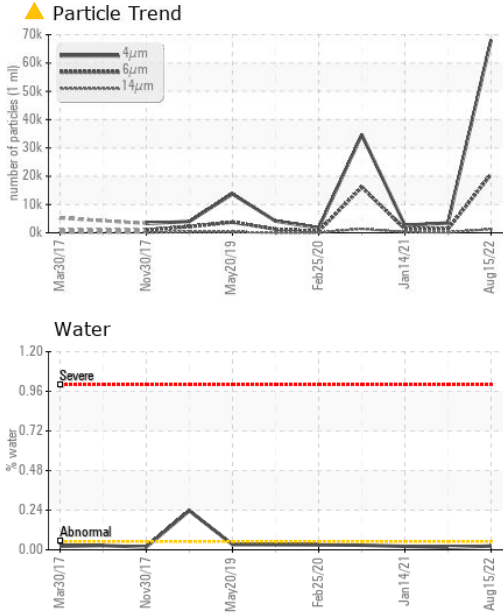 Particle Trend
number of particles (1 ml)
70k
60k
50k
40k
30k
20k
10k
0k
4µm
6µm
14µm
Mar30/17
Nov30/17
May20/19
Feb25/20
Jan14/21
Aug15/22
Water
% water
1.20
0.96
0.72
0.48
0.24
0.00
Severe
Abnormal
Mar30/17
Nov30/17
May20/19
Feb25/20
Jan14/21
Aug15/22